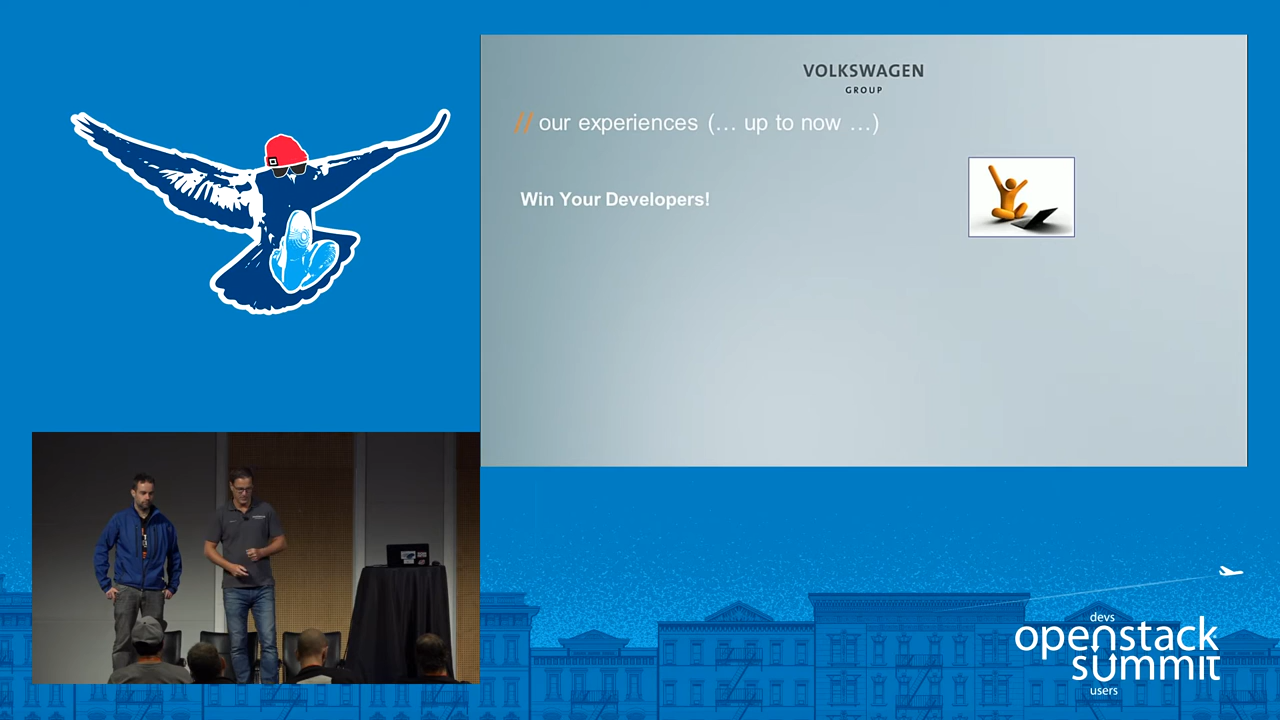 VOLKSWAGEN
GROUP
// our experiences (... up to now ...)
Win Your Developers!
devs
openstack
summit
users